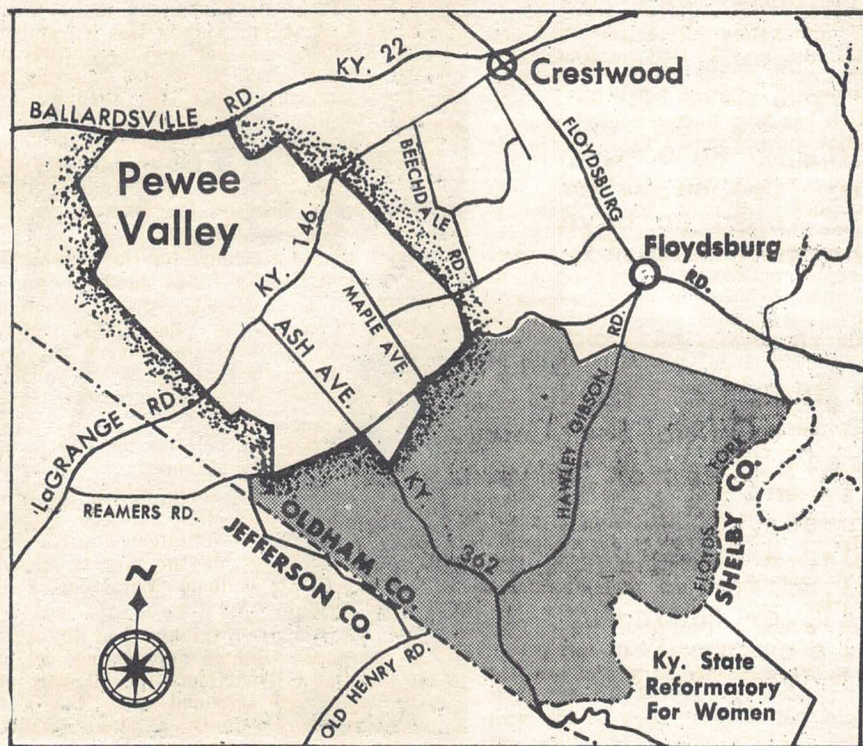 KY. 22
Crestwood
BALLARDSVILLE RD.
FLOYDSBURG RD.
BEECHDALE RD.
Pewee
Valley
KY. 146
Floydsburg
MAPLE AVE.
ASH AVE.
HAWLEY GIBSON RD.
LaGRANGE RD.
KY. 362
FLOYDS FORK
SHELBY CO.
REAMERS RD.
OLDHAM CO.
JEFFERSON CO.
N
OLD HENRY RD.
Ky. State
Reformatory
For Women